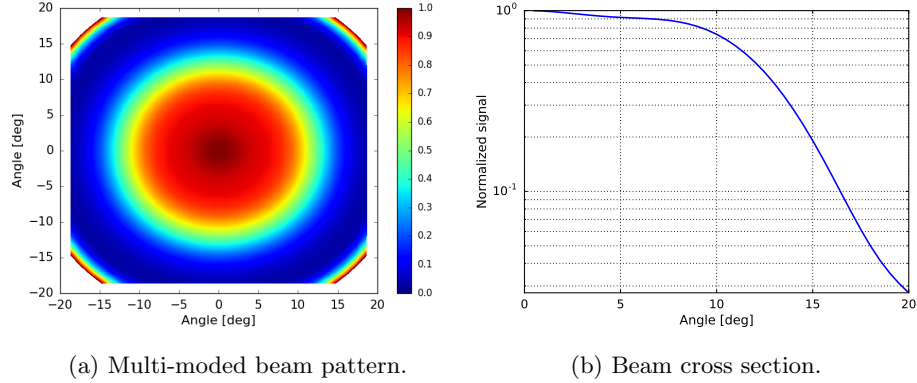 20
15
10
5
0
−5
−10
−15
−20
Angle [deg]
−20 −15 −10 −5 0 5 10 15 20
Angle [deg]
1.0
0.9
0.8
0.7
0.6
0.5
0.4
0.3
0.2
0.1
0.0
(a) Multi-moded beam pattern.
10⁰
10⁻¹
Normalized signal
0 5 10 15 20
Angle [deg]
(b) Beam cross section.